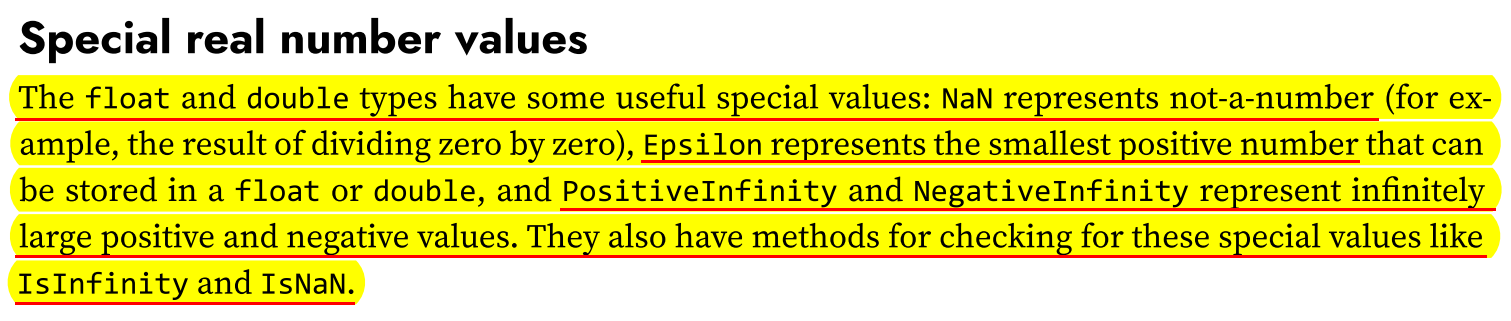 Special real number values
The float and double types have some useful special values: NaN represents not-a-number (for ex-
ample, the result of dividing zero by zero), Epsilon represents the smallest positive number that can
be stored in a float or double, and PositiveInfinity and NegativeInfinity represent infinitely
large positive and negative values. They also have methods for checking for these special values like
IsInfinity and IsNaN.